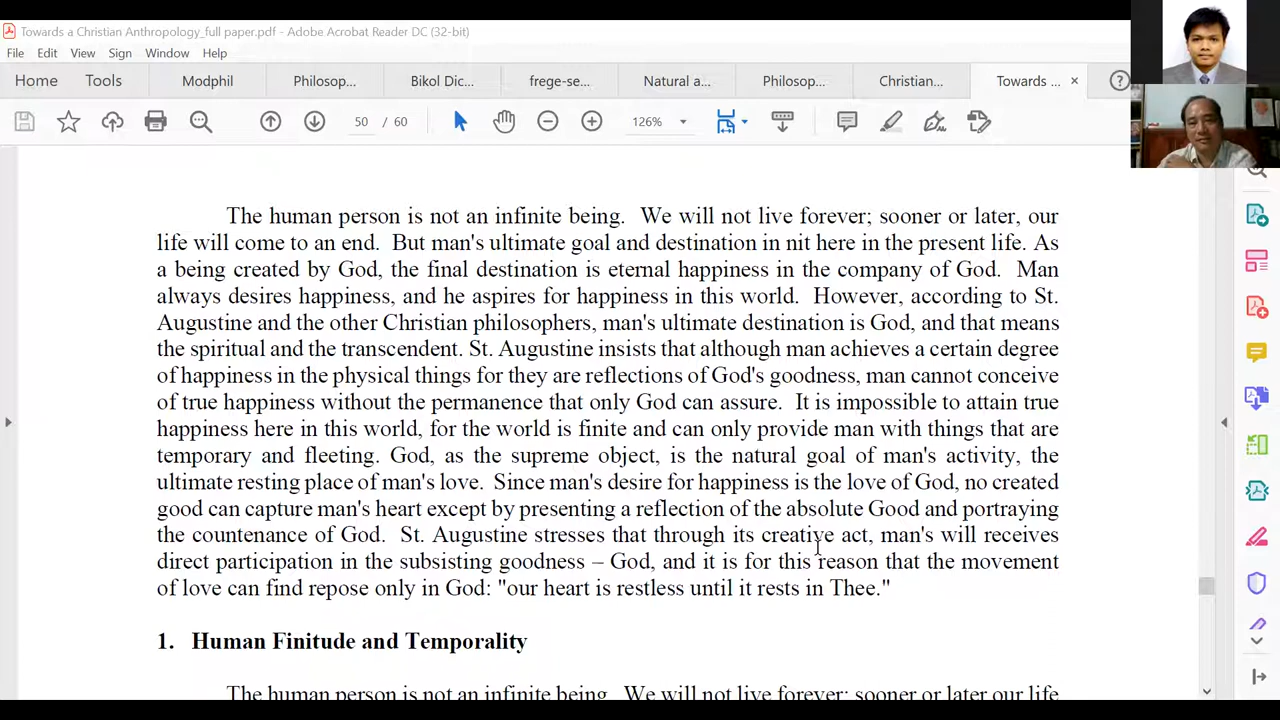 Towards a Christian Anthropology_full paper.pdf - Adobe Acrobat Reader DC (32-bit)
File Edit View Sign Window Help
Home Tools Modphil Philosop... Bikol Dic... frege-se... Natural a... Philosop... Christian... Towards ... ×
50 / 60 126%
The human person is not an infinite being. We will not live forever; sooner or later, our
life will come to an end. But man's ultimate goal and destination in nit here in the present life. As
a being created by God, the final destination is eternal happiness in the company of God. Man
always desires happiness, and he aspires for happiness in this world. However, according to St.
Augustine and the other Christian philosophers, man's ultimate destination is God, and that means
the spiritual and the transcendent. St. Augustine insists that although man achieves a certain degree
of happiness in the physical things for they are reflections of God's goodness, man cannot conceive
of true happiness without the permanence that only God can assure. It is impossible to attain true
happiness here in this world, for the world is finite and can only provide man with things that are
temporary and fleeting. God, as the supreme object, is the natural goal of man's activity, the
ultimate resting place of man's love. Since man's desire for happiness is the love of God, no created
good can capture man's heart except by presenting a reflection of the absolute Good and portraying
the countenance of God. St. Augustine stresses that through its creative act, man's will receives
direct participation in the subsisting goodness – God, and it is for this reason that the movement
of love can find repose only in God: "our heart is restless until it rests in Thee."
1. Human Finitude and Temporality
The human person is not an infinite being. We will not live forever; sooner or later our life